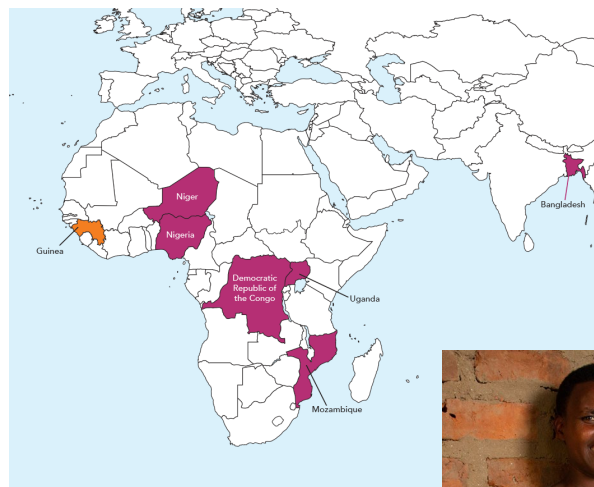 Niger
Nigeria
Guinea
Bangladesh
Democratic
Republic of
the Congo
Uganda
Mozambique